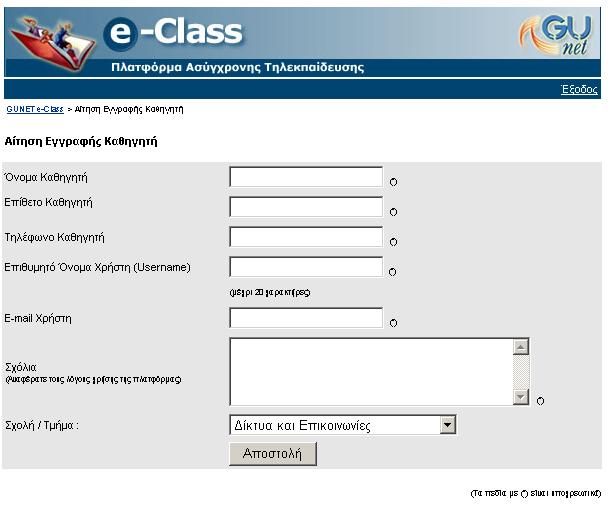 e-Class
GU
net
Πλατφόρμα Ασύγχρονης Τηλεκπαίδευσης
Έξοδος
GUNET e-Class > Αίτηση Εγγραφής Καθηγητή
Αίτηση Εγγραφής Καθηγητή
Όνομα Καθηγητή (*)
Επίθετο Καθηγητή (*)
Τηλέφωνο Καθηγητή (*)
Επιθυμητό Όνομα Χρήστη (Username) (*)
(μέχρι 20 χαρακτήρες)
E-mail Χρήστη (*)
Σχόλια
(Αναφέρατε τους λόγους χρήσης της πλατφόρμας) (*)
Σχολή / Τμήμα : Δίκτυα και Επικοινωνίες
Αποστολή
(Τα πεδία με (*) είναι υποχρεωτικά)